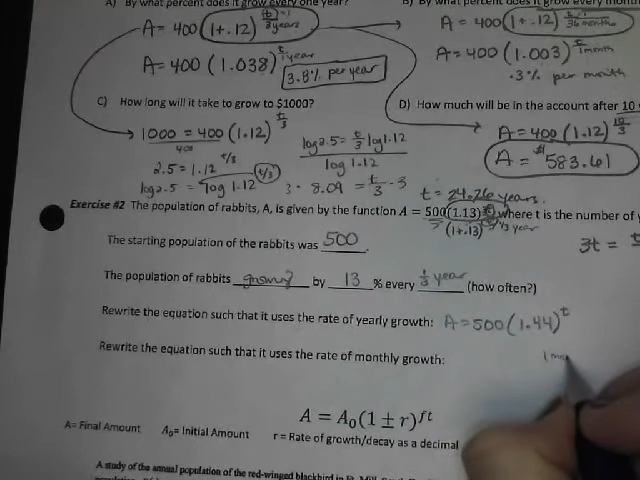 A) By what percent does it grow every one year?
B) By what percent does it grow every mon
A = 400 (1+.12)^(t/3 years)
A = 400 (1+.12)^(t/36 months)
A = 400 (1.038)^(t/1 year)
3.8% per year
A = 400 (1.003)^(t/1 month)
.3% per month
C) How long will it take to grow to $1000?
D) How much will be in the account after 10
1000 = 400 (1.12)^(t/3)
400
2.5 = 1.12^(t/3)
log 2.5 = log 1.12^(t/3)
log 2.5 = t/3 log 1.12
log 1.12
3 · 8.09 = t/3 · 3
t = 24.26 years.
A = 400 (1.12)^(10/3)
A = $583.61
Exercise #2 The population of rabbits, A, is given by the function A = 500(1.13) where t is the number of
(1+.13) 1/3 year
3t =
The starting population of the rabbits was 500.
The population of rabbits growing by 13 % every 1/3 year (how often?)
Rewrite the equation such that it uses the rate of yearly growth: A = 500 (1.44)^t
Rewrite the equation such that it uses the rate of monthly growth:
A = A₀(1 ± r)^ft
A= Final Amount A₀= Initial Amount r = Rate of growth/decay as a decimal
A study of the annual population of the red-winged blackbird in Ft. Mill,